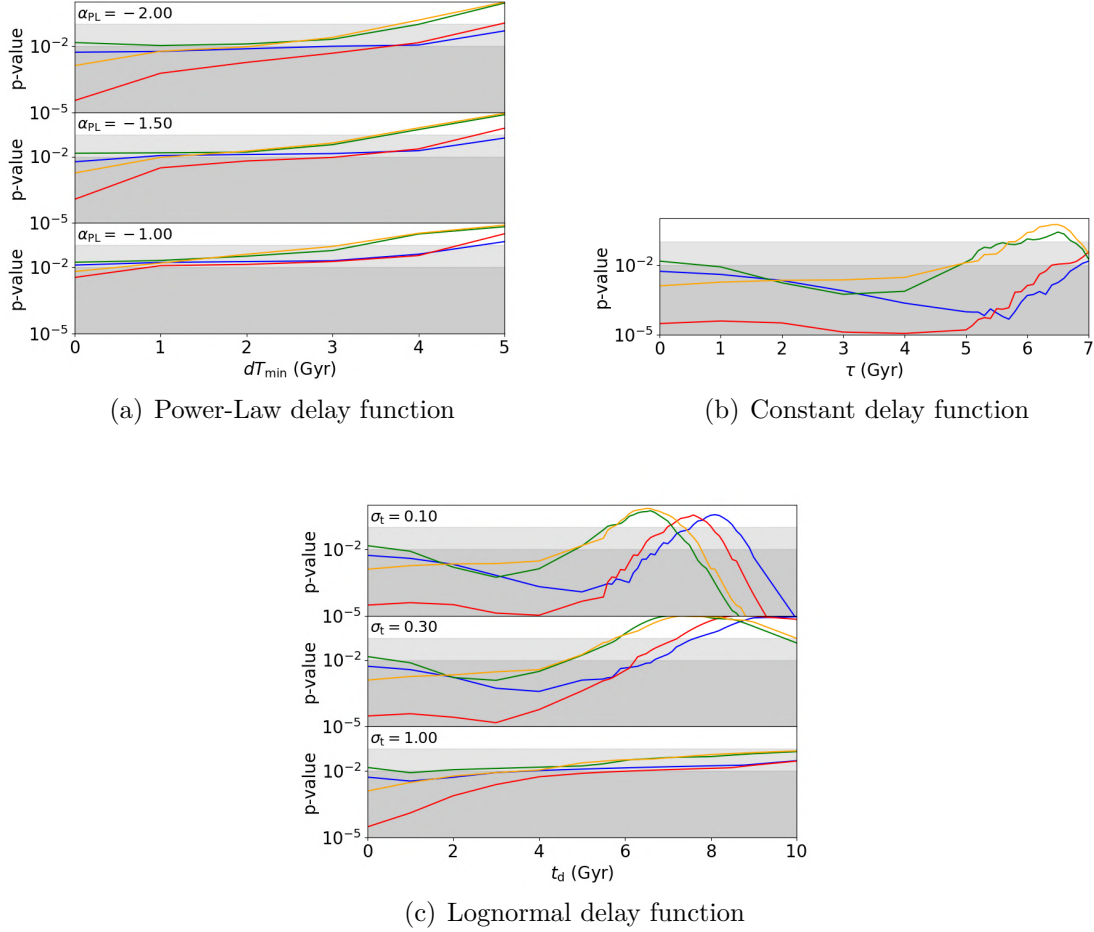 α_PL = −2.00
p-value
10⁻²
10⁻⁵
α_PL = −1.50
p-value
10⁻²
10⁻⁵
α_PL = −1.00
p-value
10⁻²
10⁻⁵
0 1 2 3 4 5
dT_min (Gyr)
(a) Power-Law delay function
p-value
10⁻²
10⁻⁵
0 1 2 3 4 5 6 7
τ (Gyr)
(b) Constant delay function
σ_t = 0.10
p-value
10⁻²
10⁻⁵
σ_t = 0.30
p-value
10⁻²
10⁻⁵
σ_t = 1.00
p-value
10⁻²
10⁻⁵
0 2 4 6 8 10
t_d (Gyr)
(c) Lognormal delay function